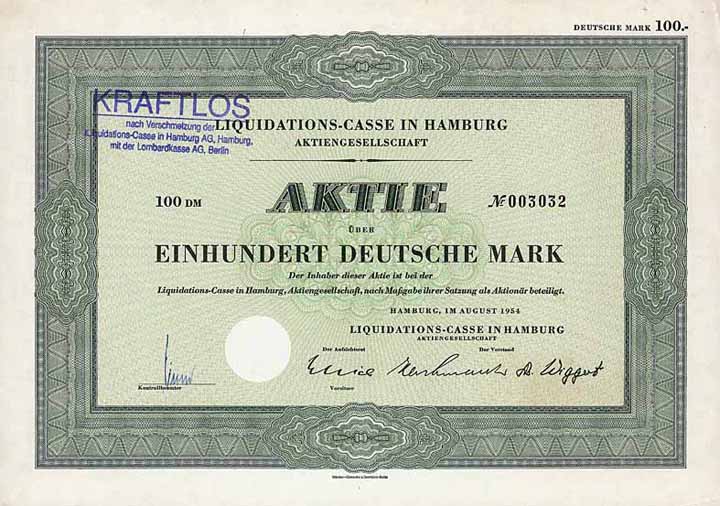 DEUTSCHE MARK 100.-
KRAFTLOS
nach Verschmelzung der
Liquidations-Casse in Hamburg AG, Hamburg,
mit der Lombardkasse AG, Berlin
LIQUIDATIONS-CASSE IN HAMBURG
AKTIENGESELLSCHAFT
100 DM
AKTIE
№ 003032
ÜBER
EINHUNDERT DEUTSCHE MARK
Der Inhaber dieser Aktie ist bei der
Liquidations-Casse in Hamburg, Aktiengesellschaft, nach Maßgabe ihrer Satzung als Aktionär beteiligt.
HAMBURG, IM AUGUST 1954
LIQUIDATIONS-CASSE IN HAMBURG
AKTIENGESELLSCHAFT
Der Aufsichtsrat Der Vorstand
Kontrollbeamter
Vorsitzer